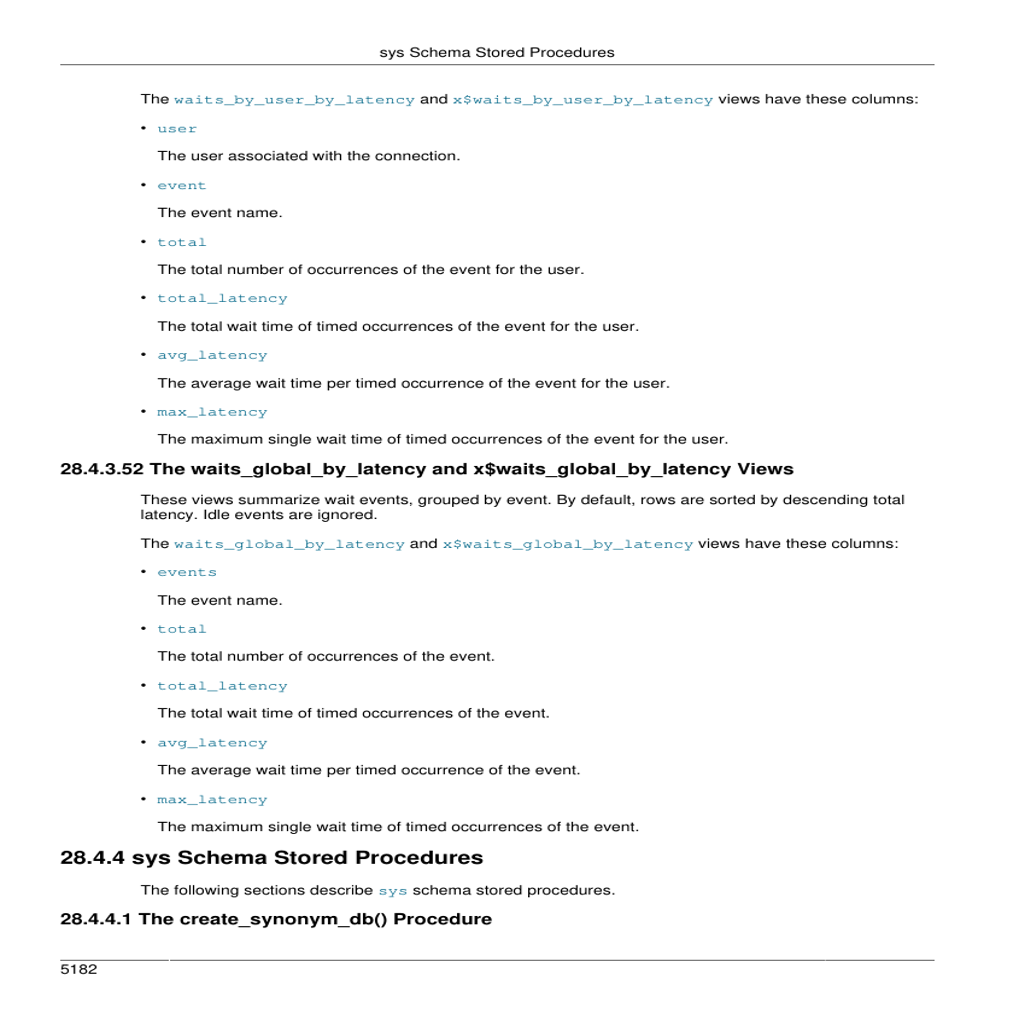 sys Schema Stored Procedures
The waits_by_user_by_latency and x$waits_by_user_by_latency views have these columns:
• user
The user associated with the connection.
• event
The event name.
• total
The total number of occurrences of the event for the user.
• total_latency
The total wait time of timed occurrences of the event for the user.
• avg_latency
The average wait time per timed occurrence of the event for the user.
• max_latency
The maximum single wait time of timed occurrences of the event for the user.
28.4.3.52 The waits_global_by_latency and x$waits_global_by_latency Views
These views summarize wait events, grouped by event. By default, rows are sorted by descending total
latency. Idle events are ignored.
The waits_global_by_latency and x$waits_global_by_latency views have these columns:
• events
The event name.
• total
The total number of occurrences of the event.
• total_latency
The total wait time of timed occurrences of the event.
• avg_latency
The average wait time per timed occurrence of the event.
• max_latency
The maximum single wait time of timed occurrences of the event.
28.4.4 sys Schema Stored Procedures
The following sections describe sys schema stored procedures.
28.4.4.1 The create_synonym_db() Procedure
5182